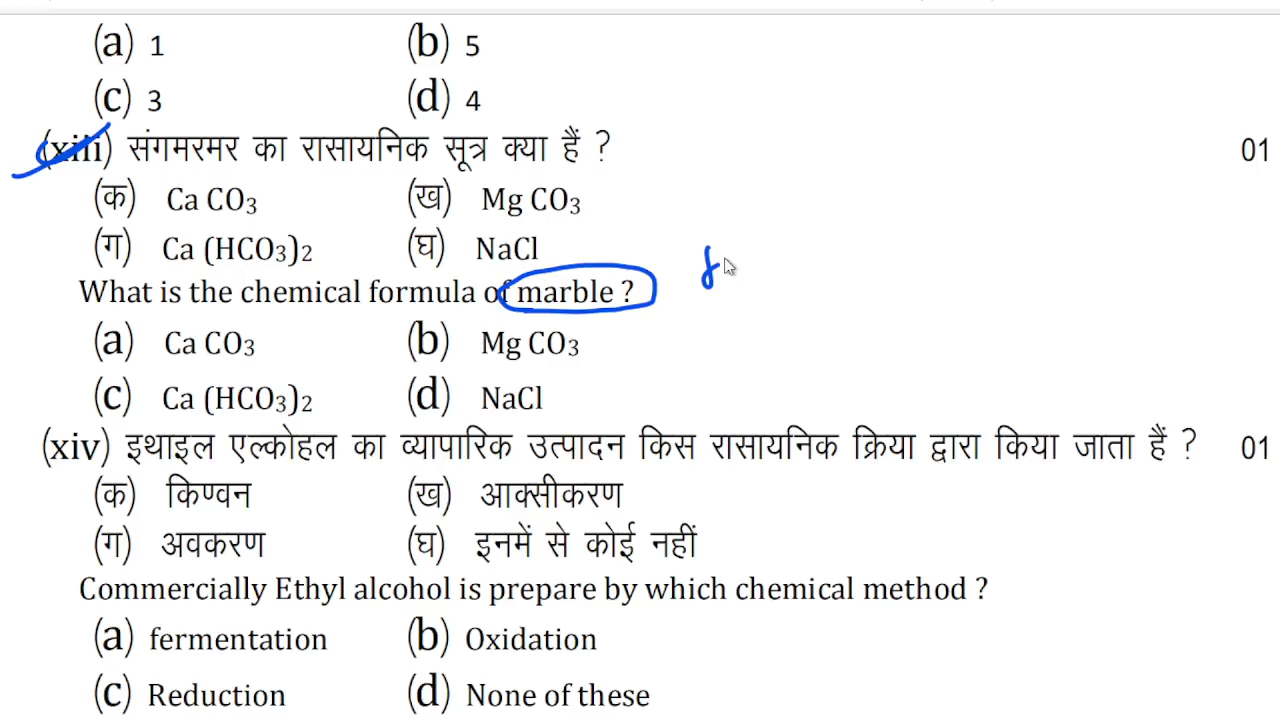 (a) 1 (b) 5
(c) 3 (d) 4
(xiii) संगमरमर का रासायनिक सूत्र क्या हैं ? 01
(क) Ca CO3 (ख) Mg CO3
(ग) Ca (HCO3)2 (घ) NaCl
What is the chemical formula of marble ?
(a) Ca CO3 (b) Mg CO3
(c) Ca (HCO3)2 (d) NaCl
(xiv) इथाइल एल्कोहल का व्यापारिक उत्पादन किस रासायनिक क्रिया द्वारा किया जाता हैं ? 01
(क) किण्वन (ख) आक्सीकरण
(ग) अवकरण (घ) इनमें से कोई नहीं
Commercially Ethyl alcohol is prepare by which chemical method ?
(a) fermentation (b) Oxidation
(c) Reduction (d) None of these